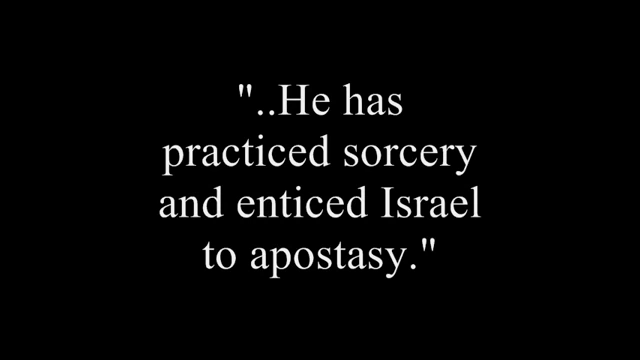 "..He has
practiced sorcery
and enticed Israel
to apostasy."